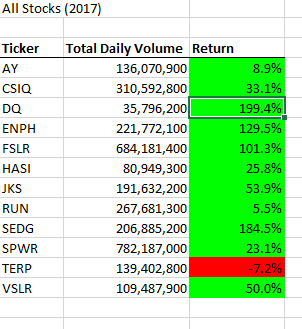 All Stocks (2017)
Ticker Total Daily Volume Return
AY 136,070,900 8.9%
CSIQ 310,592,800 33.1%
DQ 35,796,200 199.4%
ENPH 221,772,100 129.5%
FSLR 684,181,400 101.3%
HASI 80,949,300 25.8%
JKS 191,632,200 53.9%
RUN 267,681,300 5.5%
SEDG 206,885,200 184.5%
SPWR 782,187,000 23.1%
TERP 139,402,800 -7.2%
VSLR 109,487,900 50.0%